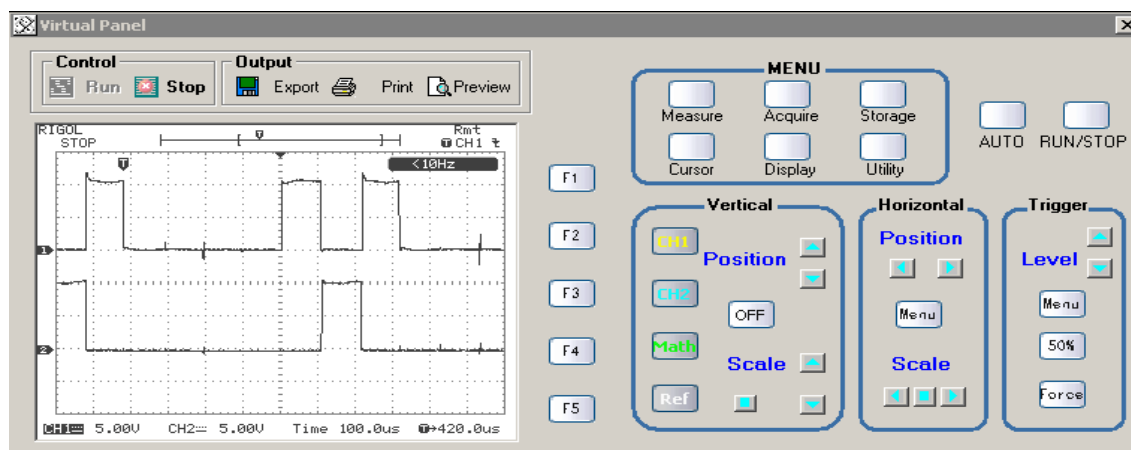 Virtual Panel
Control
Run Stop
Output
Export Print Preview
RIGOL
STOP
Rmt
T CH1
T
<10Hz
1
2
CH1 5.00V CH2 5.00V Time 100.0us T→420.0us
F1
F2
F3
F4
F5
MENU
Measure Acquire Storage
Cursor Display Utility
AUTO RUN/STOP
Vertical
CH1
Position
CH2
OFF
Math
Scale
Ref
Horizontal
Position
Menu
Scale
Trigger
Level
Menu
50%
Force